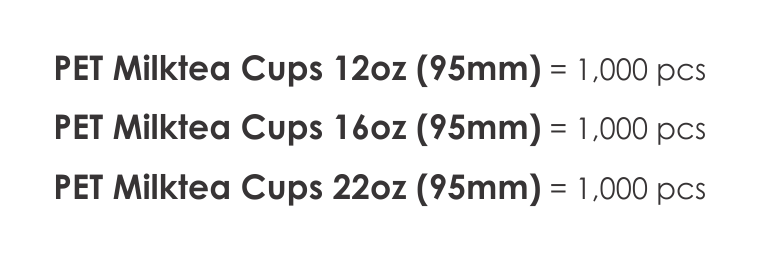 PET Milktea Cups 12oz (95mm) = 1,000 pcs
PET Milktea Cups 16oz (95mm) = 1,000 pcs
PET Milktea Cups 22oz (95mm) = 1,000 pcs